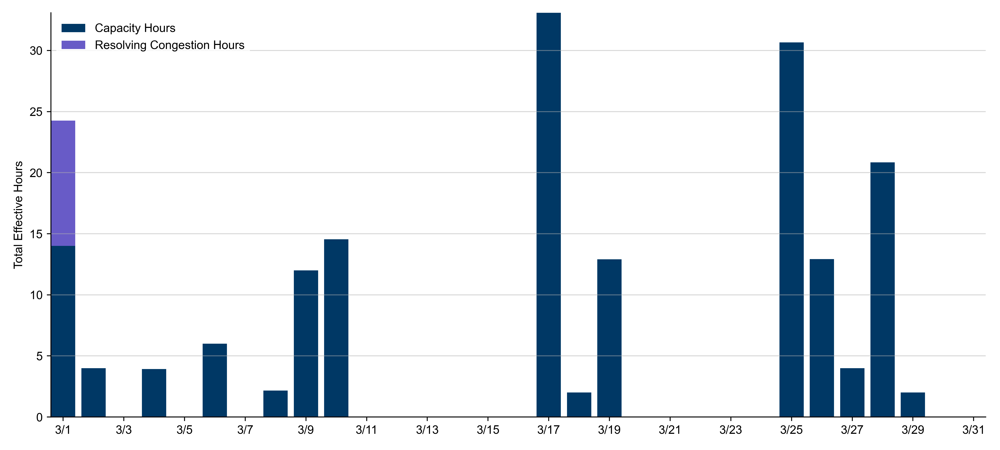 Capacity Hours
Resolving Congestion Hours
Total Effective Hours
30
25
20
15
10
5
0
3/1 3/3 3/5 3/7 3/9 3/11 3/13 3/15 3/17 3/19 3/21 3/23 3/25 3/27 3/29 3/31